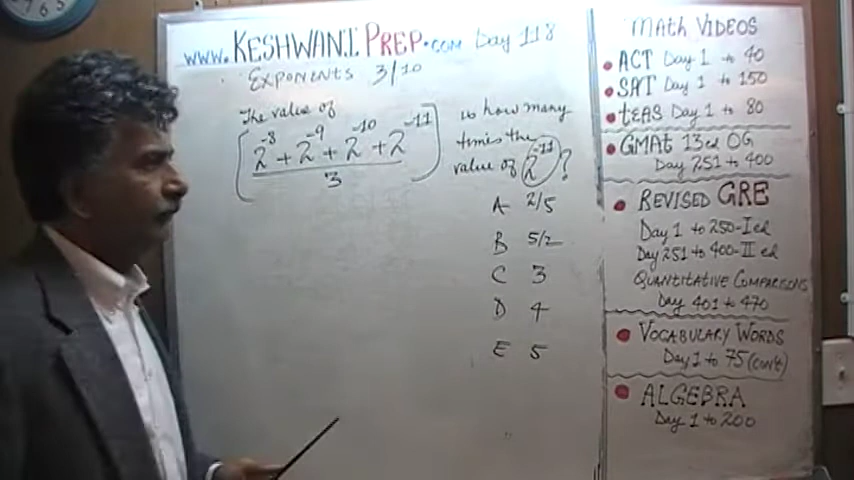 www.KESHWANI PREP.com Day 118
EXPONENTS 3/10
The value of
[2^-8 + 2^-9 + 2^-10 + 2^-11]
3
is how many
times the
value of 2^-11?
A 2/5
B 5/2
C 3
D 4
E 5
MATH VIDEOS
ACT Day 1 to 40
SAT Day 1 to 150
tEAS Day 1 to 80
GMAt 13ed OG
Day 251 to 400
REVISED GRE
Day 1 to 250-I ed
Day 251 to 400-II ed
QUANTITATIVE COMPARISONS
Day 401 to 470
VOCABULARY WORDS
Day 1 to 75 (con't)
ALGEBRA
Day 1 to 200